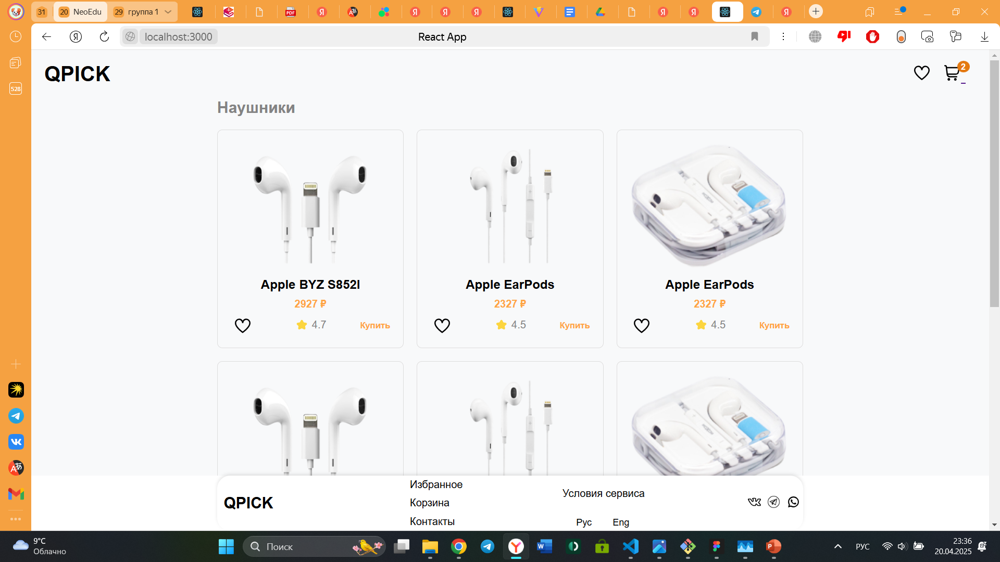 31
20 NeoEdu
29 группа 1
localhost:3000
React App
528
QPICK
2
Наушники
Apple BYZ S852I
2927 ₽
4.7
Купить
Apple EarPods
2327 ₽
4.5
Купить
Apple EarPods
2327 ₽
4.5
Купить
QPICK
Избранное
Корзина
Контакты
Условия сервиса
Рус
Eng
9°C
Облачно
Поиск
РУС
23:36
20.04.2025